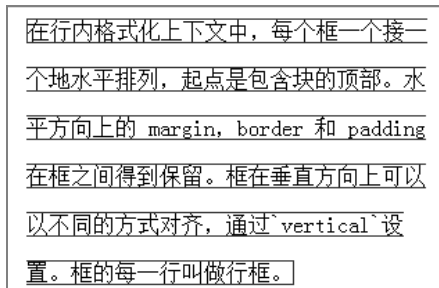 在行内格式化上下文中，每个框一个接一
个地水平排列，起点是包含块的顶部。水
平方向上的 margin，border 和 padding
在框之间得到保留。框在垂直方向上可以
以不同的方式对齐，通过`vertical`设
置。框的每一行叫做行框。